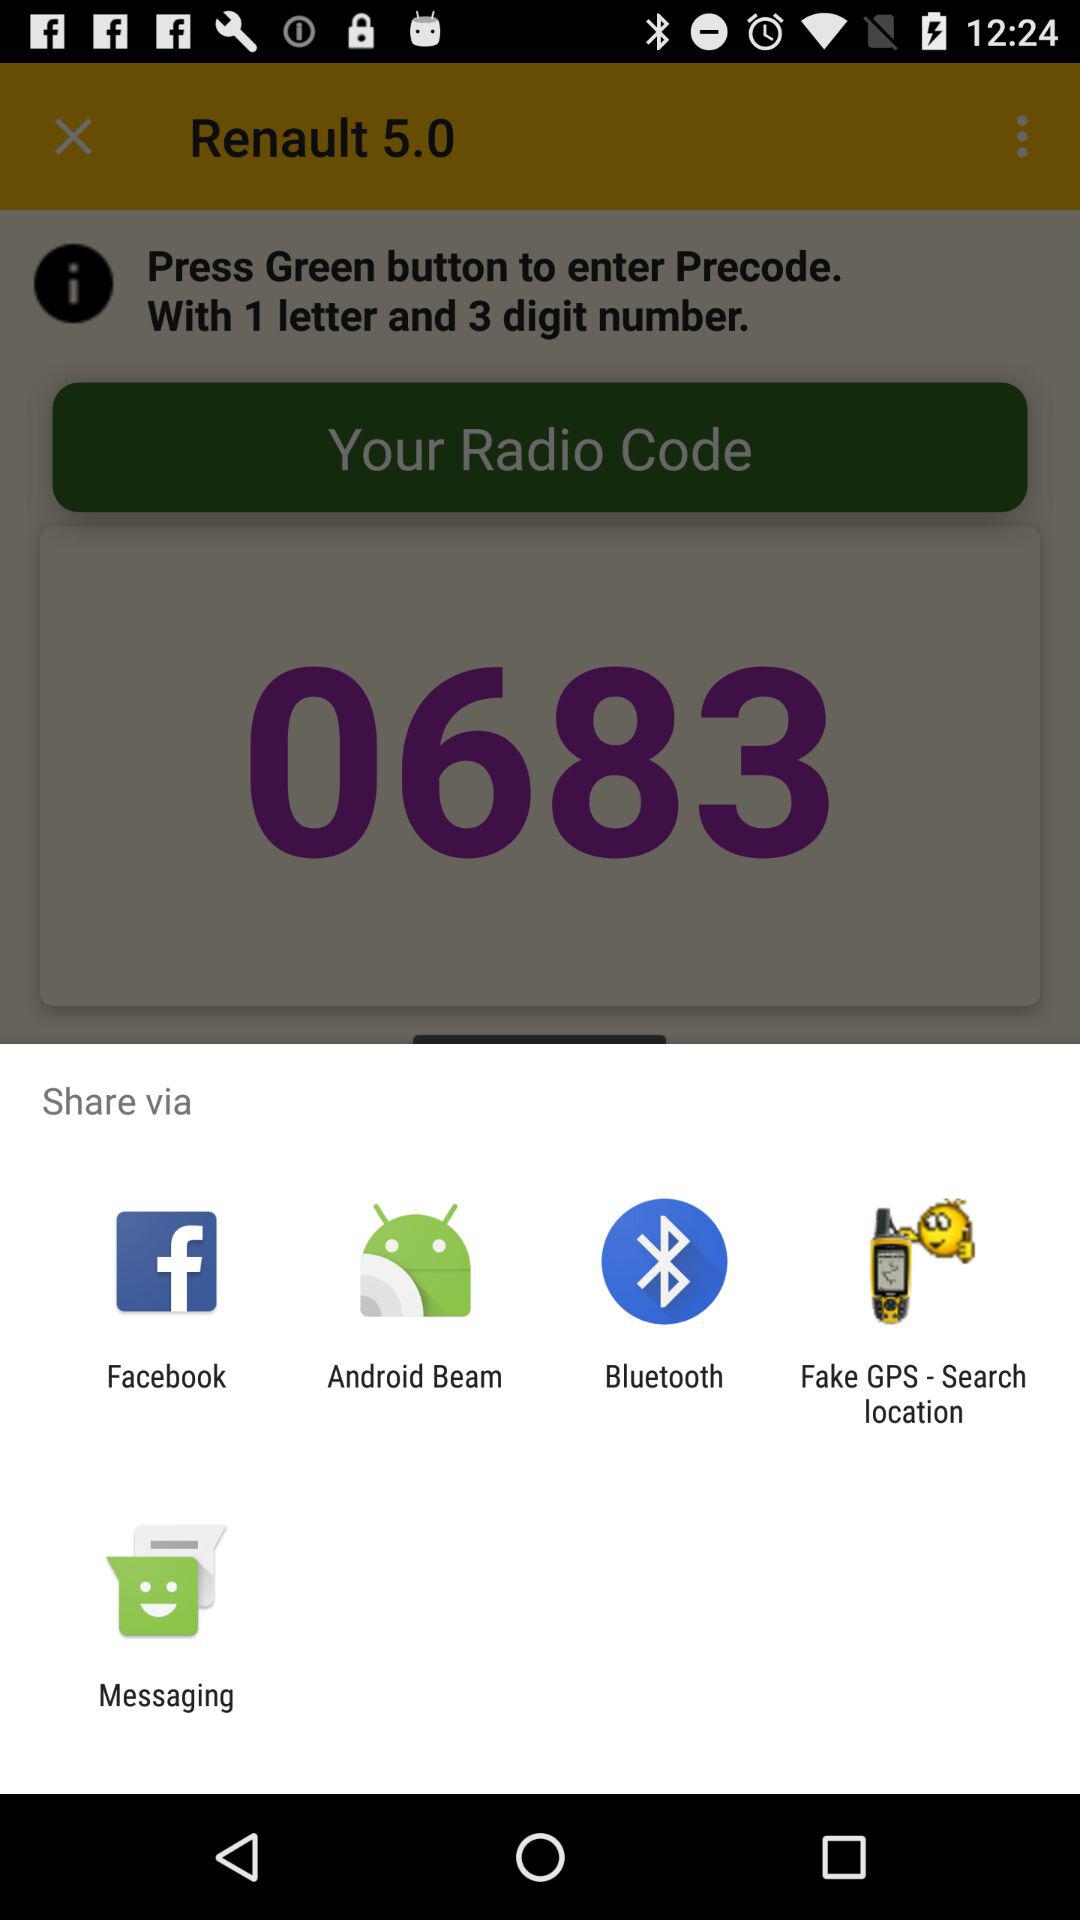 12:24
Renault 5.0
Press Green button to enter Precode.
With 1 letter and 3 digit number.
Your Radio Code
0683
Share via
Facebook
Android Beam
Bluetooth
Fake GPS - Search
location
Messaging